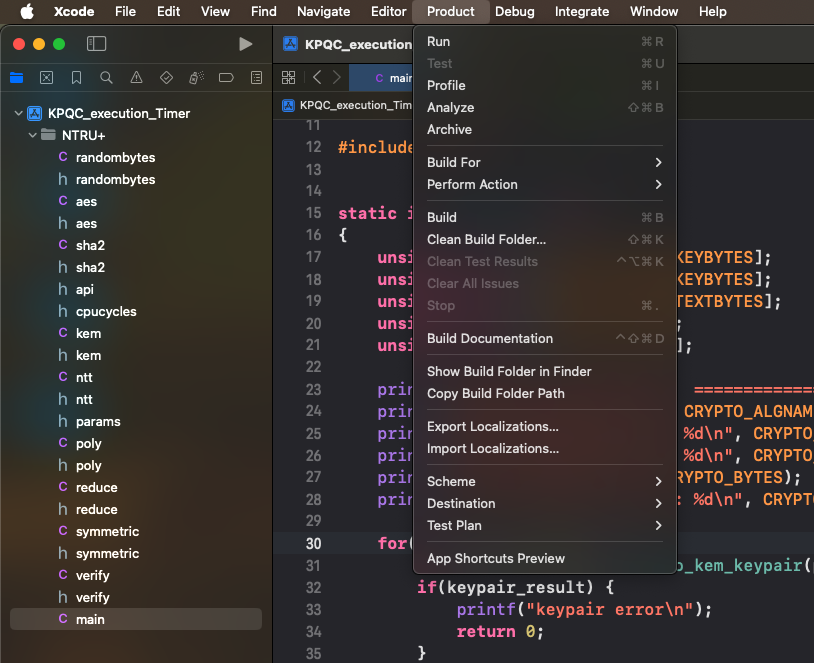 Xcode File Edit View Find Navigate Editor Product Debug Integrate Window Help
KPQC_execution
C main
KPQC_execution_Tim
KPQC_execution_Timer
NTRU+
C randombytes
h randombytes
C aes
h aes
C sha2
h sha2
h api
h cpucycles
C kem
h kem
C ntt
h ntt
h params
C poly
h poly
C reduce
h reduce
C symmetric
h symmetric
C verify
h verify
C main
Run ⌘ R
Test ⌘ U
Profile ⌘ I
Analyze ⇧ ⌘ B
Archive
Build For
Perform Action
Build ⌘ B
Clean Build Folder... ⇧ ⌘ K
Clean Test Results ^ ⌥ ⌘ K
Clear All Issues
Stop ⌘ .
Build Documentation ^ ⇧ ⌘ D
Show Build Folder in Finder
Copy Build Folder Path
Export Localizations...
Import Localizations...
Scheme
Destination
Test Plan
App Shortcuts Preview
11
12 #include
13
14
15 static i
16 {
17 unsi KEYBYTES];
18 unsi KEYBYTES];
19 unsi TEXTBYTES];
20 unsi ;
21 unsi ];
22
23 prin ============
24 prin CRYPTO_ALGNAM
25 prin %d\n", CRYPTO_
26 prin %d\n", CRYPTO_
27 prin RYPTO_BYTES);
28 prin : %d\n", CRYPT
29
30 for(
31 o_kem_keypair(
32 if(keypair_result) {
33 printf("keypair error\n");
34 return 0;
35 }